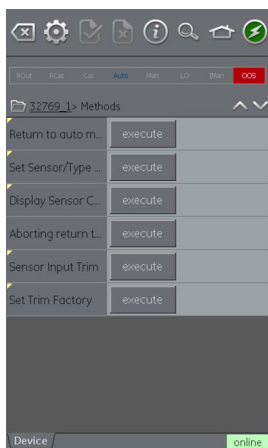 ROut RCas Cas Auto Man LO IMan OOS
32769_1> Methods
Return to auto m... execute
Set Sensor/Type ... execute
Display Sensor C... execute
Aborting return t... execute
Sensor Input Trim execute
Set Trim Factory execute
Device online